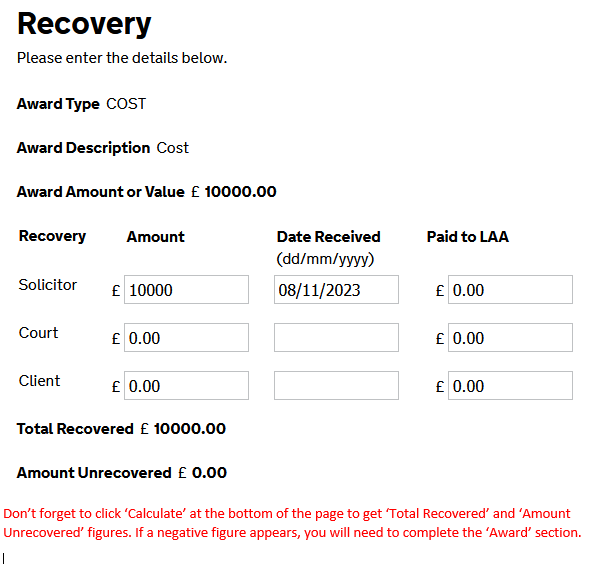 Recovery
Please enter the details below.
Award Type COST
Award Description Cost
Award Amount or Value £ 10000.00
Recovery Amount Date Received Paid to LAA
(dd/mm/yyyy)
Solicitor £ 10000 08/11/2023 £ 0.00
Court £ 0.00 £ 0.00
Client £ 0.00 £ 0.00
Total Recovered £ 10000.00
Amount Unrecovered £ 0.00
Don’t forget to click ‘Calculate’ at the bottom of the page to get ‘Total Recovered’ and ‘Amount
Unrecovered’ figures. If a negative figure appears, you will need to complete the ‘Award’ section.